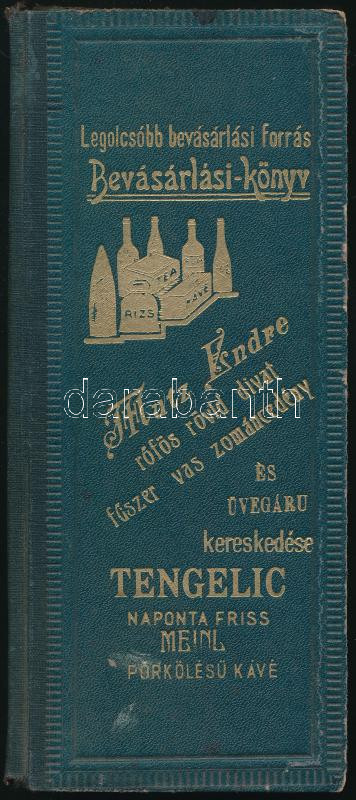 Legolcsóbb bevásárlási forrás
Bevásárlási-könyv
TEA
RIZS
KÁVÉ
Endre
rőfös rövid divat
fűszer vas zománcedény
ÉS
ÜVEGÁRU
kereskedése
TENGELIC
NAPONTA FRISS
MEINL
PÖRKÖLÉSŰ KÁVÉ
darabanth